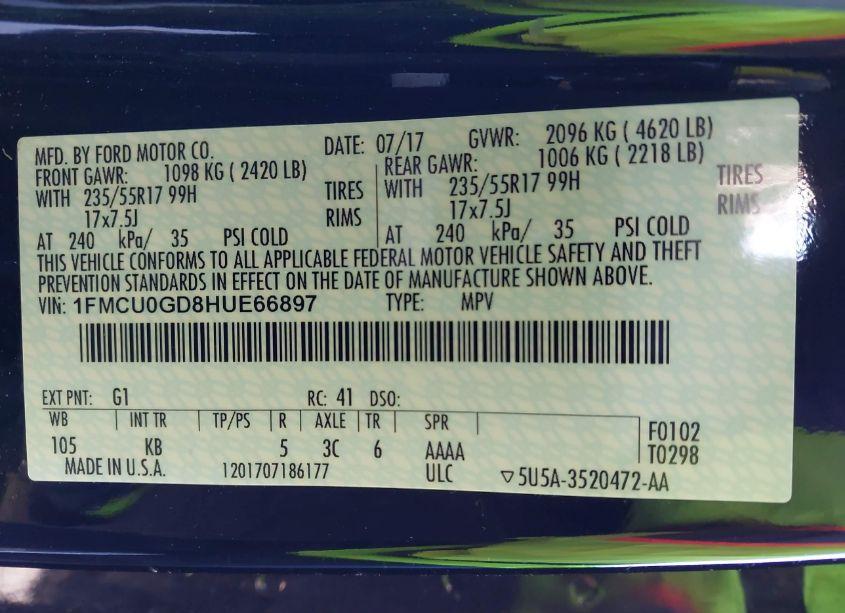 MFD. BY FORD MOTOR CO. DATE: 07/17 GVWR: 2096 KG ( 4620 LB)
FRONT GAWR: 1098 KG ( 2420 LB) REAR GAWR: 1006 KG ( 2218 LB)
WITH 235/55R17 99H TIRES WITH 235/55R17 99H TIRES
17x7.5J RIMS 17x7.5J RIMS
AT 240 kPa/ 35 PSI COLD AT 240 kPa/ 35 PSI COLD
THIS VEHICLE CONFORMS TO ALL APPLICABLE FEDERAL MOTOR VEHICLE SAFETY AND THEFT
PREVENTION STANDARDS IN EFFECT ON THE DATE OF MANUFACTURE SHOWN ABOVE.
VIN: 1FMCU0GD8HUE66897 TYPE: MPV
EXT PNT: G1 RC: 41 DSO:
WB INT TR TP/PS R AXLE TR SPR
105 KB 5 3C 6 AAAA
F0102
T0298
MADE IN U.S.A. 1201707186177 ULC ▽5U5A-3520472-AA